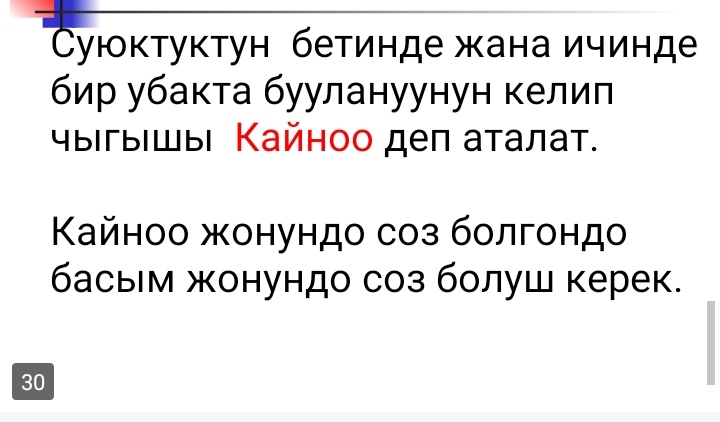 Суюктуктун бетинде жана ичинде
бир убакта буулануунун келип
чыгышы Кайноо деп аталат.
Кайноо жонундо соз болгондо
басым жонундо соз болуш керек.
30